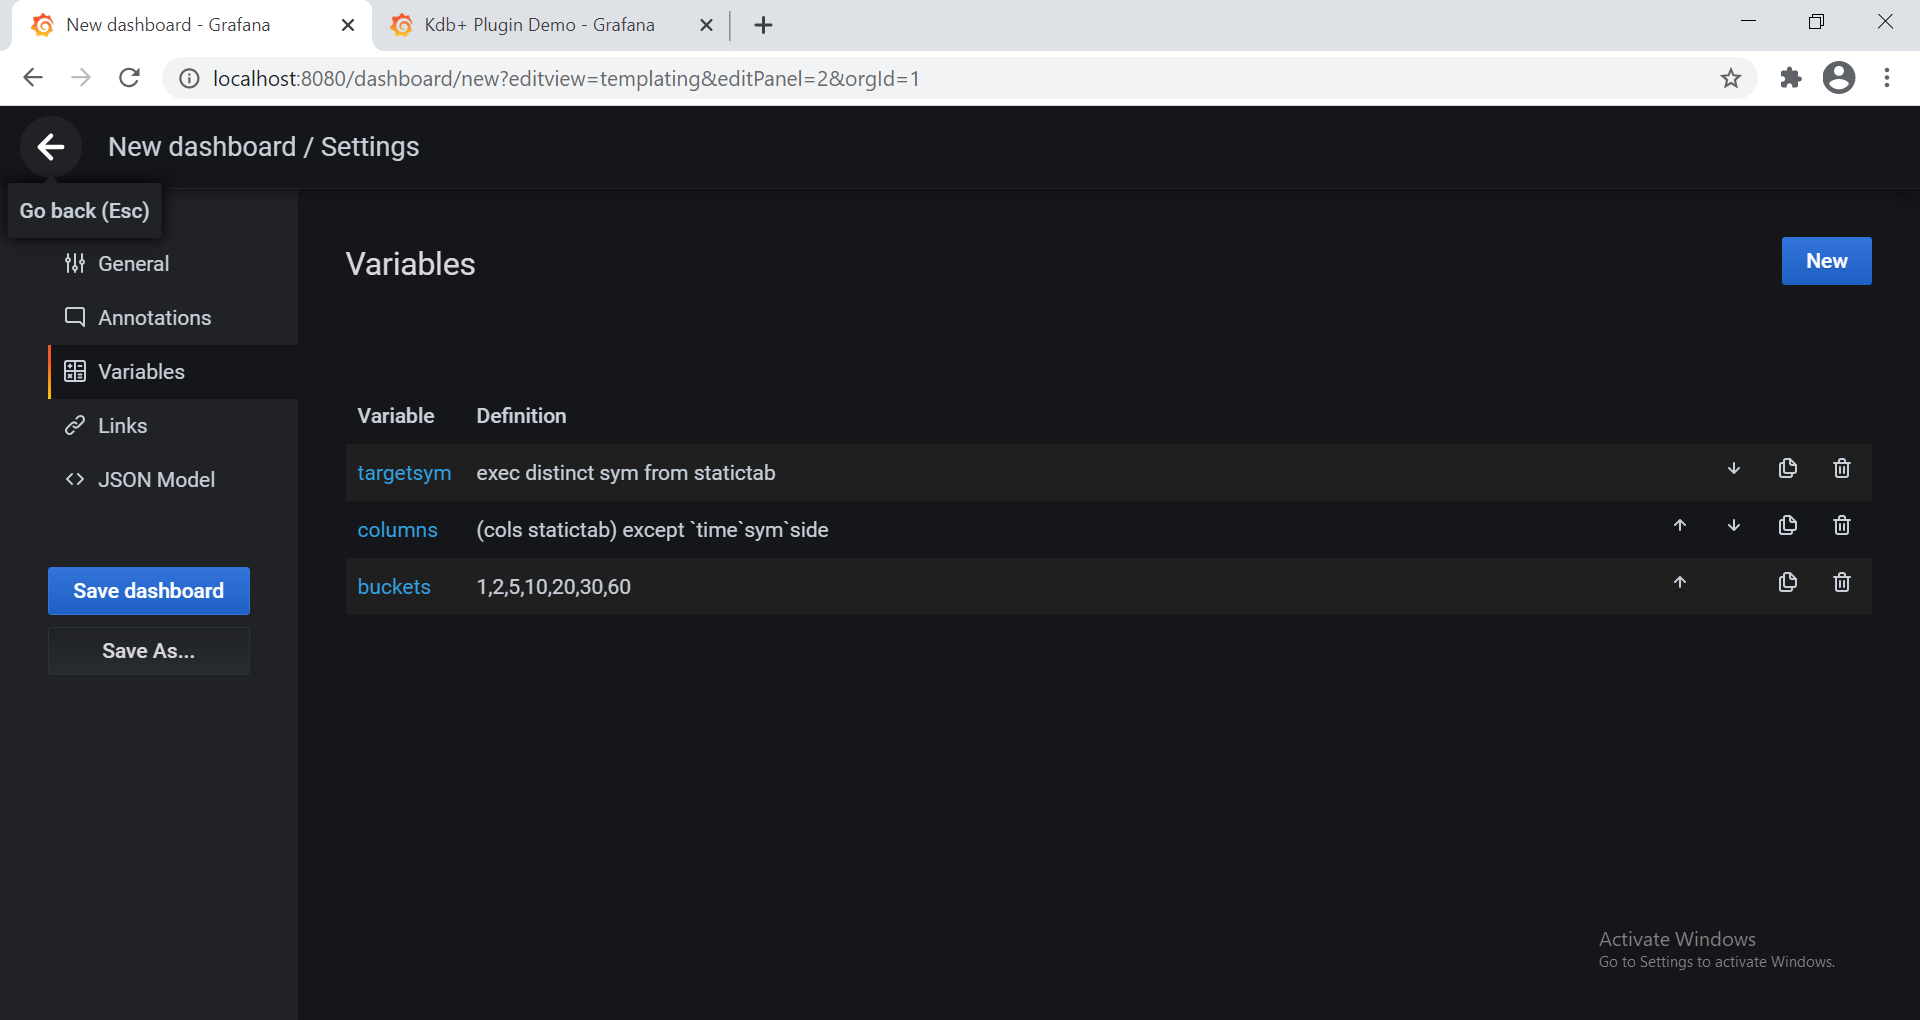 New dashboard - Grafana
Kdb+ Plugin Demo - Grafana
localhost:8080/dashboard/new?editview=templating&editPanel=2&orgId=1
New dashboard / Settings
Go back (Esc)
General
Annotations
Variables
Links
JSON Model
Save dashboard
Save As...
Variables
New
Variable Definition
targetsym exec distinct sym from statictab
columns (cols statictab) except `time`sym`side
buckets 1,2,5,10,20,30,60
Activate Windows
Go to Settings to activate Windows.